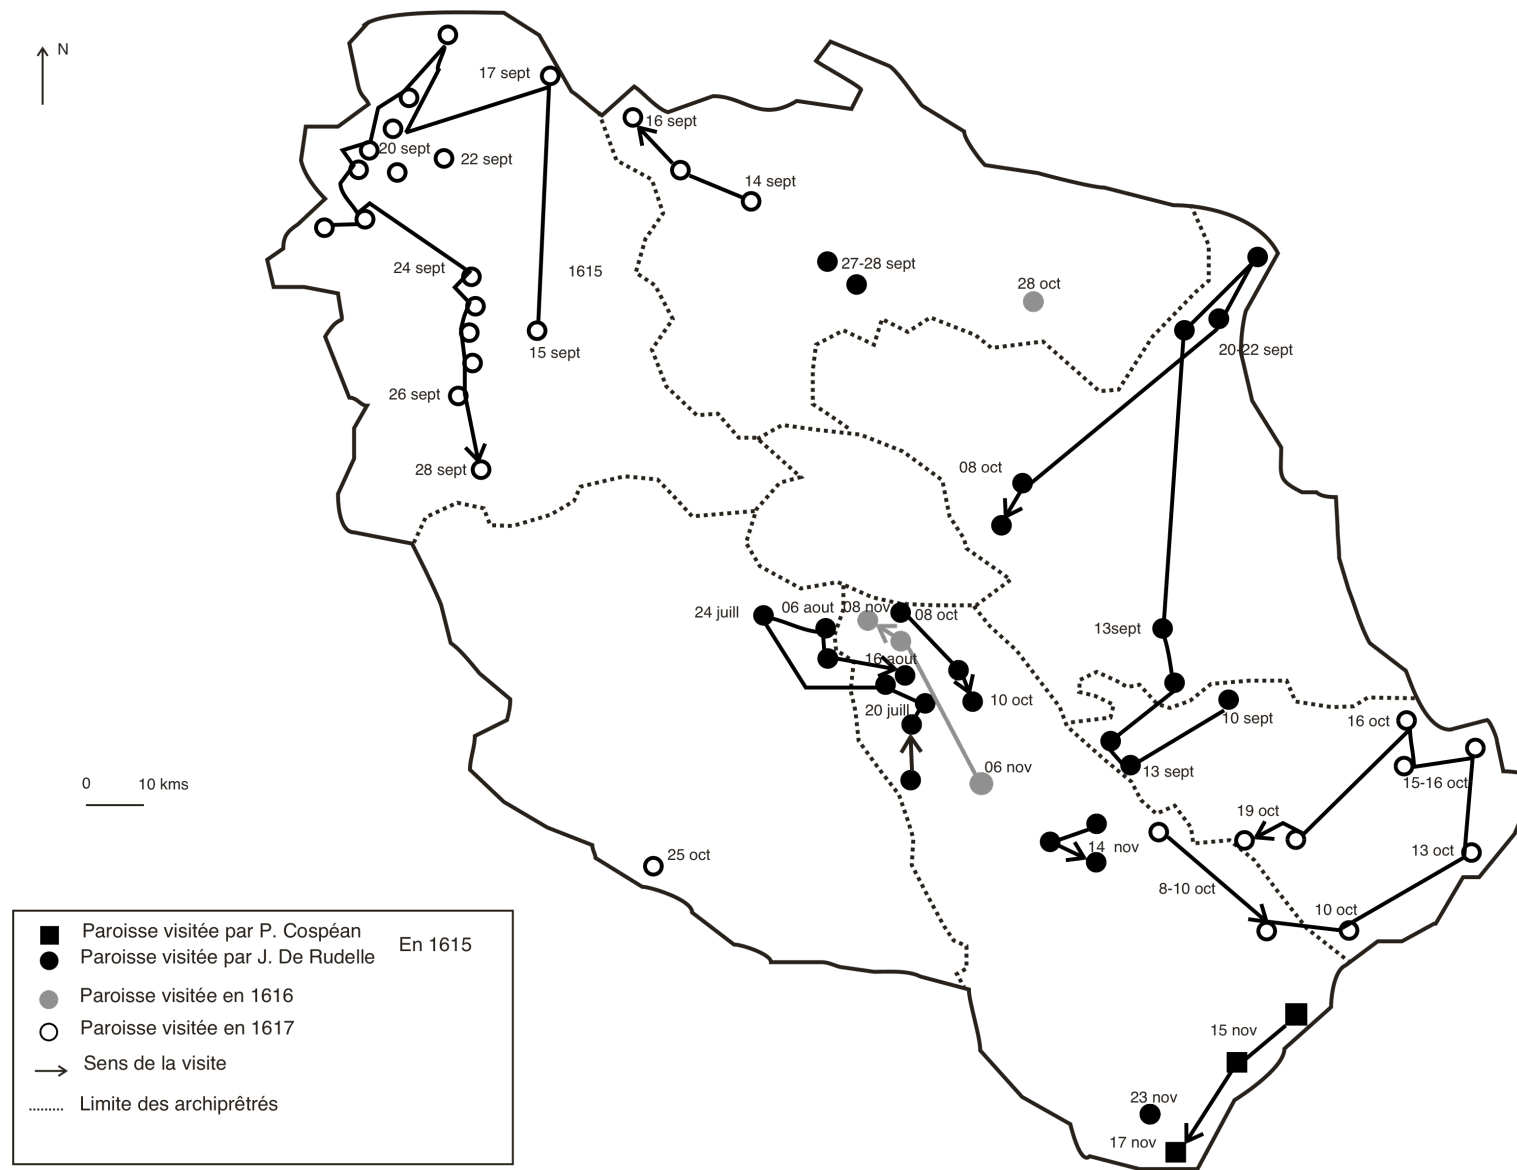 N
17 sept
16 sept
20 sept
22 sept
14 sept
24 sept
1615
27-28 sept
28 oct
15 sept
20-22 sept
26 sept
28 sept
08 oct
24 juill
06 aout
08 nov
08 oct
13sept
16 aout
10 oct
20 juill
10 sept
16 oct
06 nov
13 sept
15-16 oct
0
10 kms
19 oct
14 nov
13 oct
25 oct
8-10 oct
10 oct
Paroisse visitée par P. Cospéan
En 1615
Paroisse visitée par J. De Rudelle
Paroisse visitée en 1616
Paroisse visitée en 1617
Sens de la visite
Limite des archiprêtrés
15 nov
23 nov
17 nov